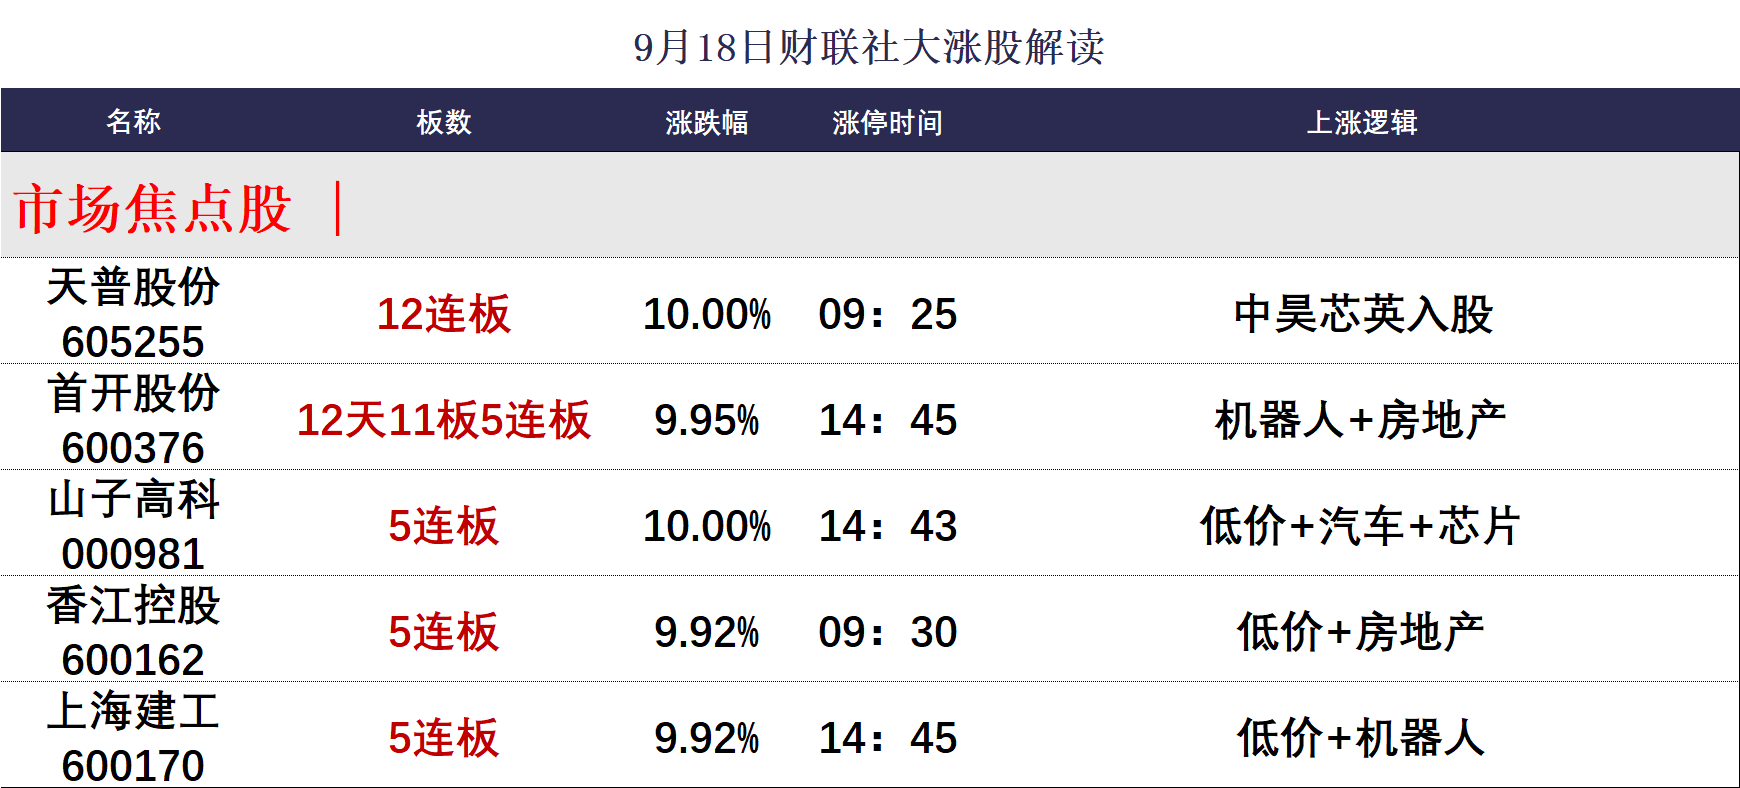 9月18日财联社大涨股解读
名称 板数 涨跌幅 涨停时间 上涨逻辑
市场焦点股 ｜
天普股份
605255
12连板 10.00% 09：25 中昊芯英入股
首开股份
600376
12天11板5连板 9.95% 14：45 机器人+房地产
山子高科
000981
5连板 10.00% 14：43 低价+汽车+芯片
香江控股
600162
5连板 9.92% 09：30 低价+房地产
上海建工
600170
5连板 9.92% 14：45 低价+机器人